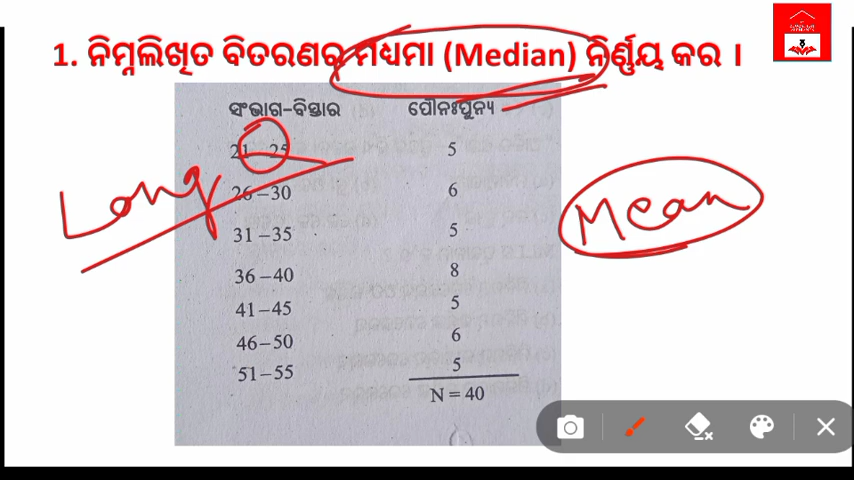 1. ନିମ୍ନଲିଖିତ ବିତରଣର ମଧ୍ୟମା (Median) ନିର୍ଣ୍ଣୟ କର ।
ସଂଭାଗ-ବିସ୍ତାର ପୌନଃପୁନ୍ୟ
21-25 5
26-30 6
31-35 5
36-40 8
41-45 5
46-50 6
51-55 5
N = 40
Long
Mean